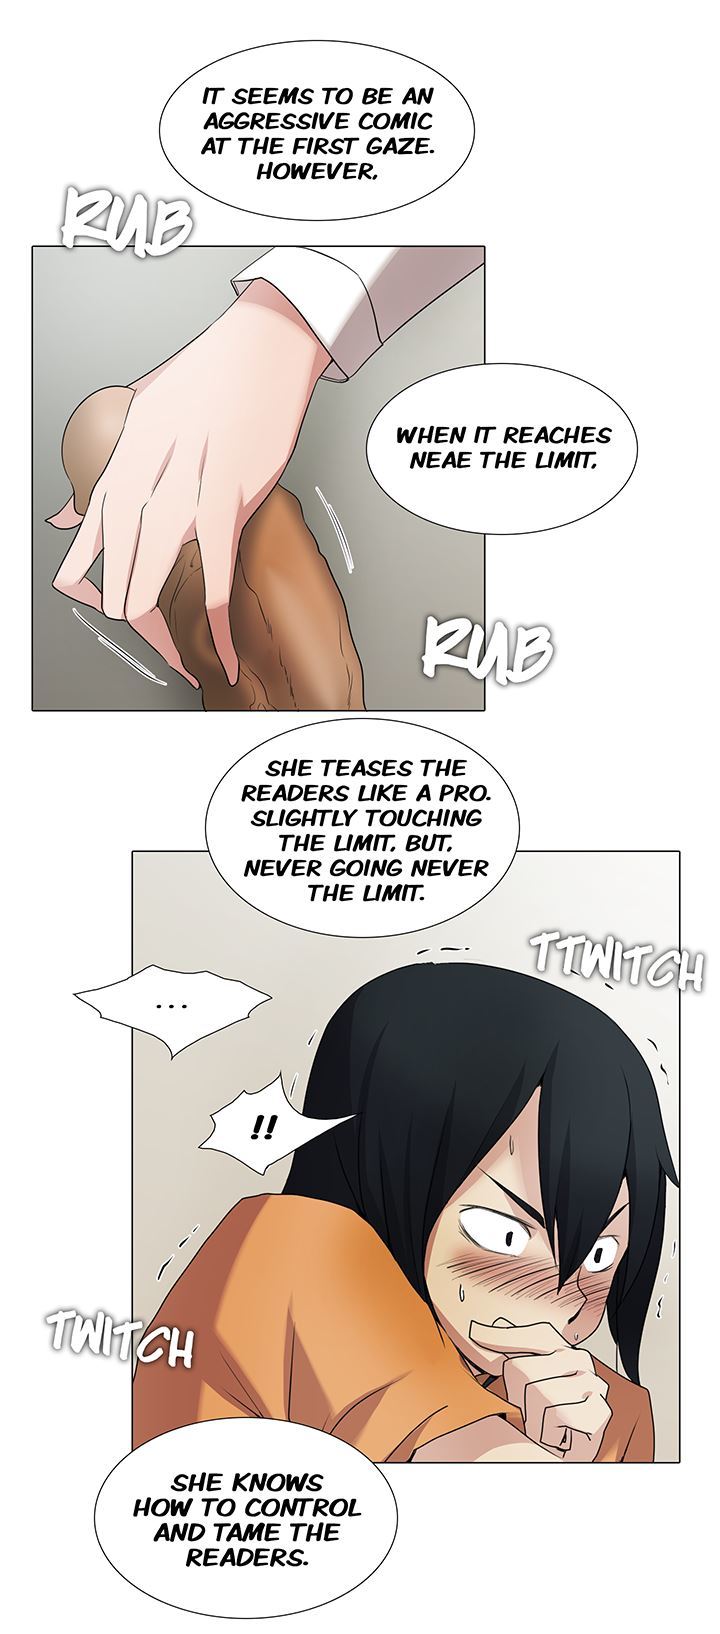 IT SEEMS TO BE AN
AGGRESSIVE COMIC
AT THE FIRST GAZE.
HOWEVER,
RUB
WHEN IT REACHES
NEAE THE LIMIT,
RUB
SHE TEASES THE
READERS LIKE A PRO.
SLIGHTLY TOUCHING
THE LIMIT, BUT,
NEVER GOING NEVER
THE LIMIT.
TTWITCH
...
!!
TWITCH
SHE KNOWS
HOW TO CONTROL
AND TAME THE
READERS.